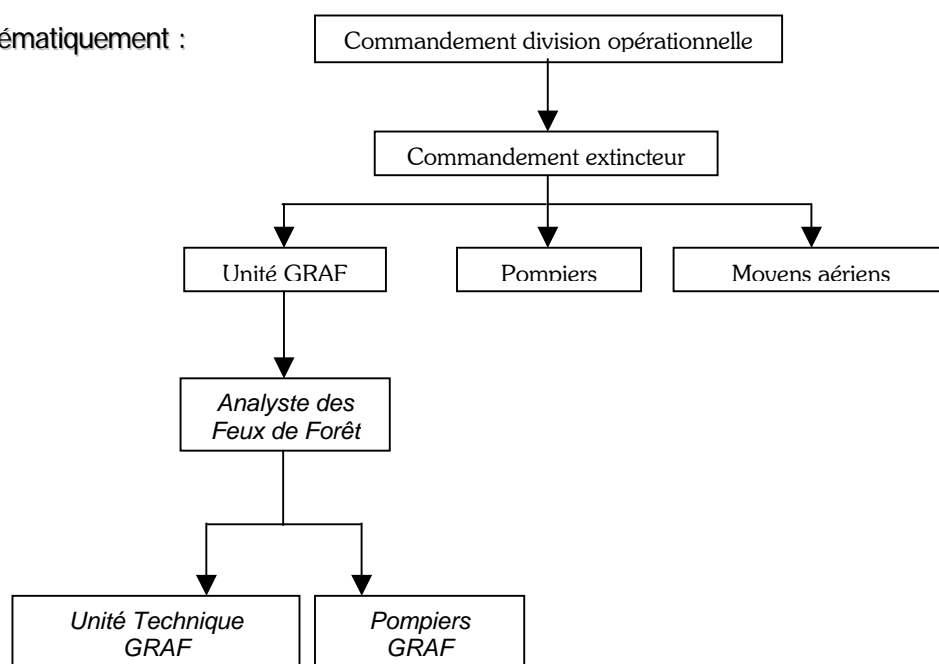 ématiquement :
Commandement division opérationnelle
Commandement extincteur
Unité GRAF
Pompiers
Moyens aériens
Analyste des
Feux de Forêt
Unité Technique
GRAF
Pompiers
GRAF